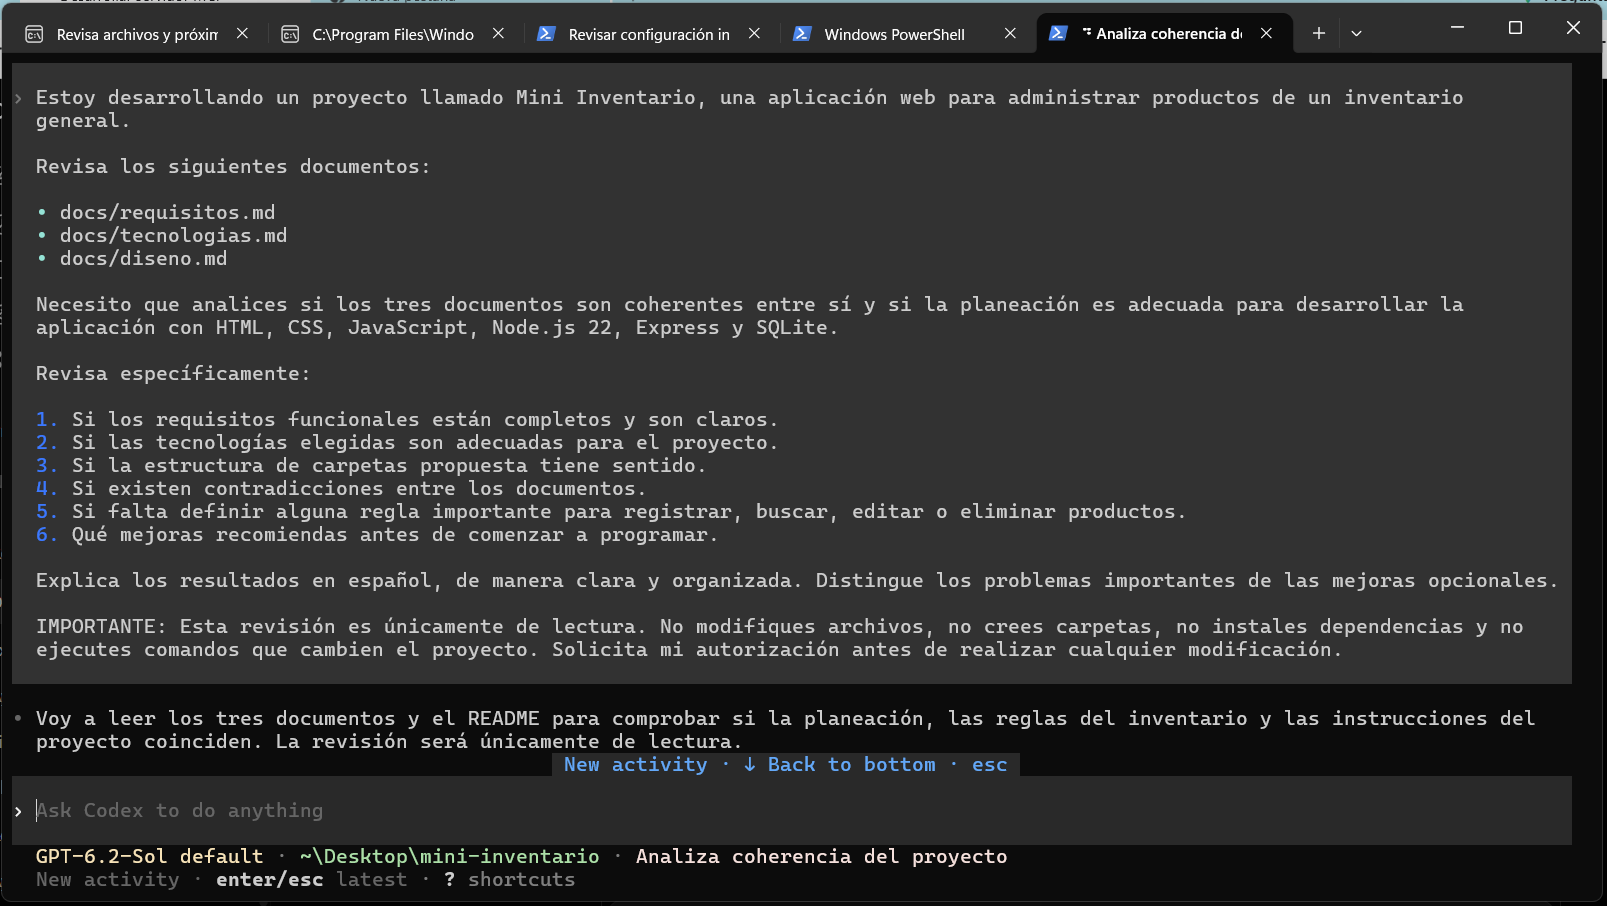 Revisa archivos y próxim
C:\Program Files\Windo
Revisar configuración in
Windows PowerShell
Analiza coherencia d
› Estoy desarrollando un proyecto llamado Mini Inventario, una aplicación web para administrar productos de un inventario
general.
Revisa los siguientes documentos:
• docs/requisitos.md
• docs/tecnologias.md
• docs/diseno.md
Necesito que analices si los tres documentos son coherentes entre sí y si la planeación es adecuada para desarrollar la
aplicación con HTML, CSS, JavaScript, Node.js 22, Express y SQLite.
Revisa específicamente:
1. Si los requisitos funcionales están completos y son claros.
2. Si las tecnologías elegidas son adecuadas para el proyecto.
3. Si la estructura de carpetas propuesta tiene sentido.
4. Si existen contradicciones entre los documentos.
5. Si falta definir alguna regla importante para registrar, buscar, editar o eliminar productos.
6. Qué mejoras recomiendas antes de comenzar a programar.
Explica los resultados en español, de manera clara y organizada. Distingue los problemas importantes de las mejoras opcionales.
IMPORTANTE: Esta revisión es únicamente de lectura. No modifiques archivos, no crees carpetas, no instales dependencias y no
ejecutes comandos que cambien el proyecto. Solicita mi autorización antes de realizar cualquier modificación.
• Voy a leer los tres documentos y el README para comprobar si la planeación, las reglas del inventario y las instrucciones del
proyecto coinciden. La revisión será únicamente de lectura.
New activity · ↓ Back to bottom · esc
› Ask Codex to do anything
GPT-6.2-Sol default · ~\Desktop\mini-inventario · Analiza coherencia del proyecto
New activity · enter/esc latest · ? shortcuts